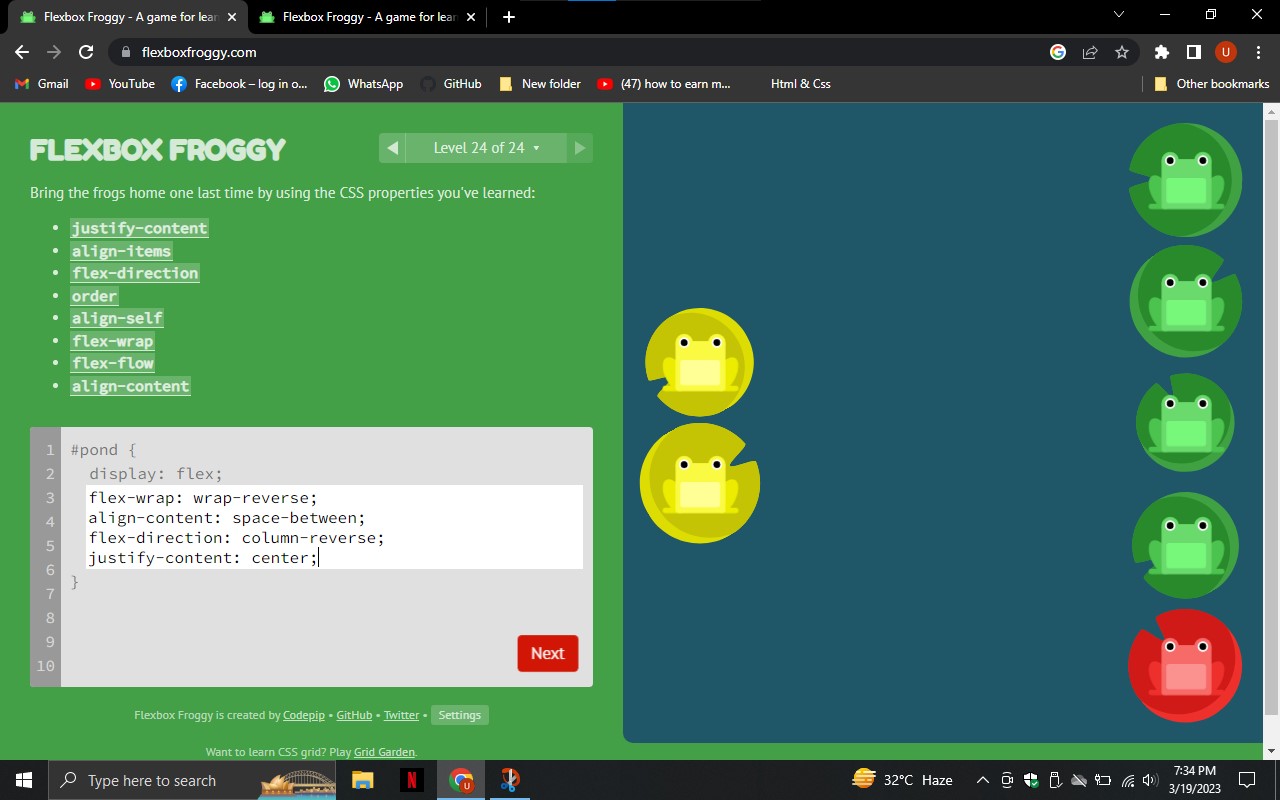 Flexbox Froggy - A game for lear
Flexbox Froggy - A game for lear
flexboxfroggy.com
U
Gmail
YouTube
Facebook – log in o...
WhatsApp
GitHub
New folder
(47) how to earn m...
Html & Css
Other bookmarks
FLEXBOX FROGGY
◀ Level 24 of 24 ▾ ▶
Bring the frogs home one last time by using the CSS properties you've learned:
• justify-content
• align-items
• flex-direction
• order
• align-self
• flex-wrap
• flex-flow
• align-content
1 #pond {
2 display: flex;
3 flex-wrap: wrap-reverse;
4 align-content: space-between;
5 flex-direction: column-reverse;
6 justify-content: center;
7 }
8
9
10
Next
Flexbox Froggy is created by Codepip • GitHub • Twitter • Settings
Want to learn CSS grid? Play Grid Garden.
Type here to search
N
U
32°C Haze
7:34 PM
3/19/2023